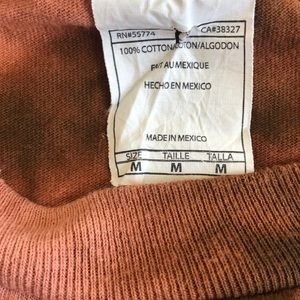 RN#55774 CA#38327
100% COTTON/COTON/ALGODON
FAIT AU MEXIQUE
HECHO EN MEXICO
MADE IN MEXICO
SIZE TAILLE TALLA
M M M